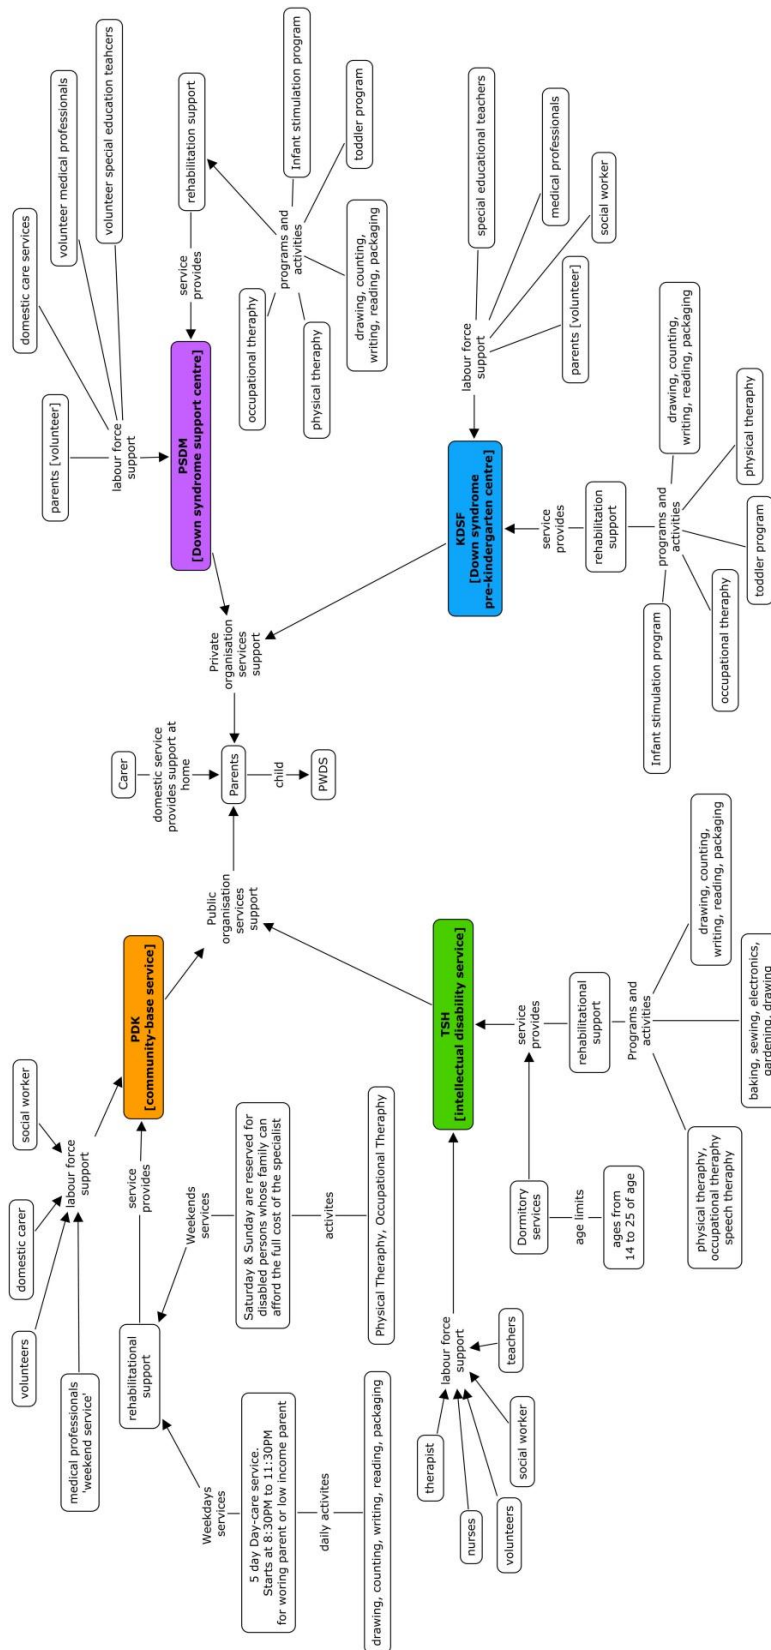 social worker
domestic carer
volunteers
medical professionals
'weekend service'
labour force
support
PDK
[community-base service]
service
provides
rehabilitational
support
Weekdays
services
Weekends
services
5 day Day-care service.
Starts at 8:30PM to 11:30PM
for woring parent or low income parent
Saturday & Sunday are reserved for
disabled persons whose family can
afford the full cost of the specialist
daily activites
activites
drawing, counting, writing, reading, packaging
Physical Therapy, Occupational Theraphy
Public
organisation
services
support
Carer
domestic service
provides support at
home
Parents
child
PWDS
Private
organisation
services
support
parents [volunteer]
domestic care services
volunteer medical professionals
volunteer special education teahcers
labour force
support
PSDM
[Down syndrome support centre]
service
provides
rehabilitation support
programs and
activities
occupational theraphy
physical theraphy
drawing, counting,
writing, reading, packaging
toddler program
Infant stimulation program
therapist
nurses
volunteers
social worker
teachers
labour force
support
TSH
[intellectual disability service]
service
provides
Dormitory
services
age limits
ages from
14 to 25 of age
rehabilitational
support
Programs and
activities
physical theraphy,
occupational theraphy
speech theraphy
baking, sewing, electronics,
gardening, drawing
drawing, counting,
writing, reading, packaging
KDSF
[Down syndrome
pre-kindergarten centre]
labour force
support
special educational teachers
medical professionals
social worker
parents [volunteer]
service
provides
rehabilitation
support
programs and
activities
Infant stimulation program
occupational theraphy
toddler program
physical theraphy
drawing, counting,
writing, reading, packaging